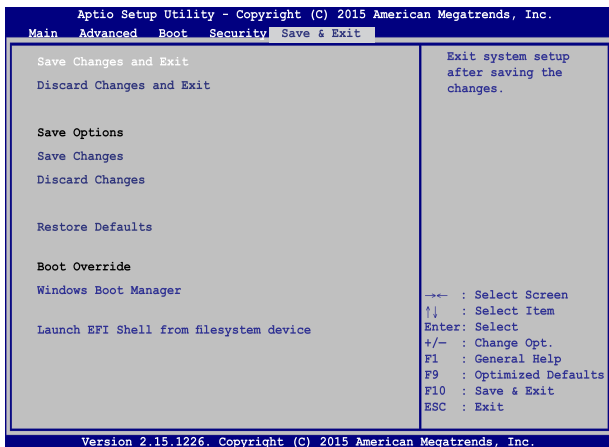 Aptio Setup Utility - Copyright (C) 2015 American Megatrends, Inc.
Main Advanced Boot Security Save & Exit
Save Changes and Exit
Discard Changes and Exit
Save Options
Save Changes
Discard Changes
Restore Defaults
Boot Override
Windows Boot Manager
Launch EFI Shell from filesystem device
Exit system setup
after saving the
changes.
→← : Select Screen
↑↓ : Select Item
Enter: Select
+/— : Change Opt.
F1 : General Help
F9 : Optimized Defaults
F10 : Save & Exit
ESC : Exit
Version 2.15.1226. Copyright (C) 2015 American Megatrends, Inc.